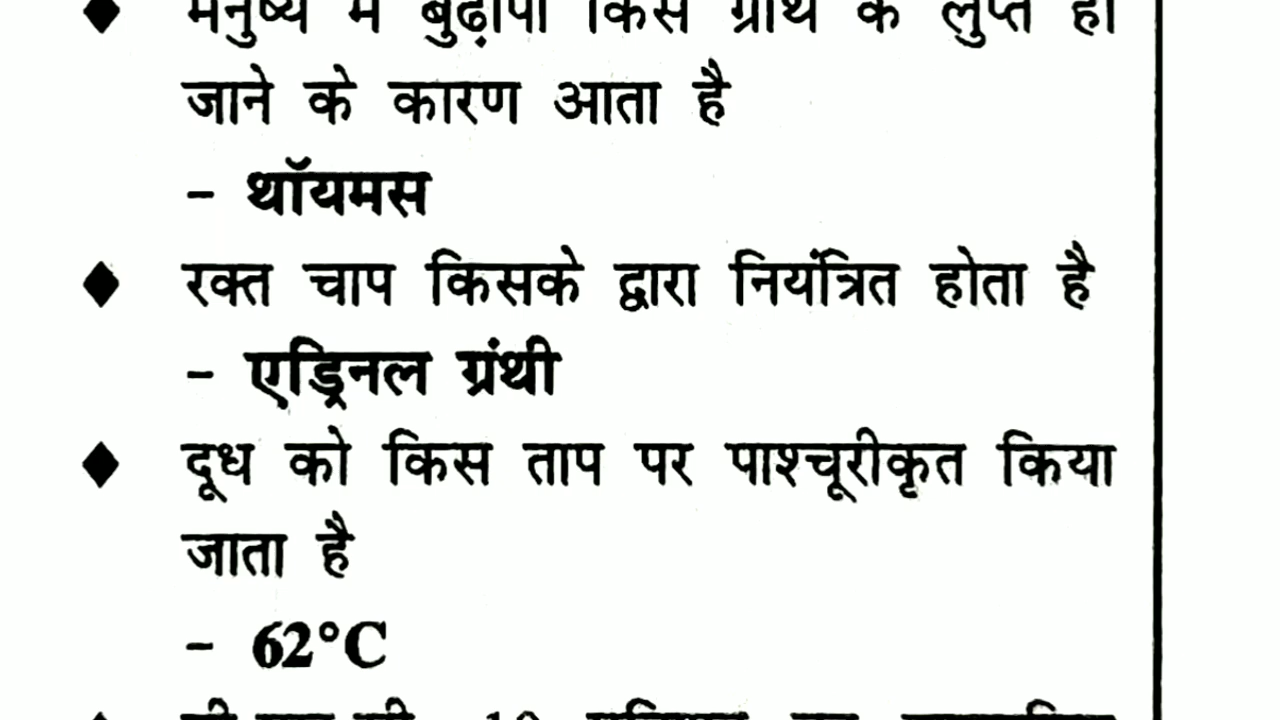 मनुष्य में बुढ़ापा किस ग्रंथि के लुप्त हो
जाने के कारण आता है
- थॉयमस
♦ रक्त चाप किसके द्वारा नियंत्रित होता है
- एड्रिनल ग्रंथी
♦ दूध को किस ताप पर पाश्चूरीकृत किया
जाता है
- 62°C